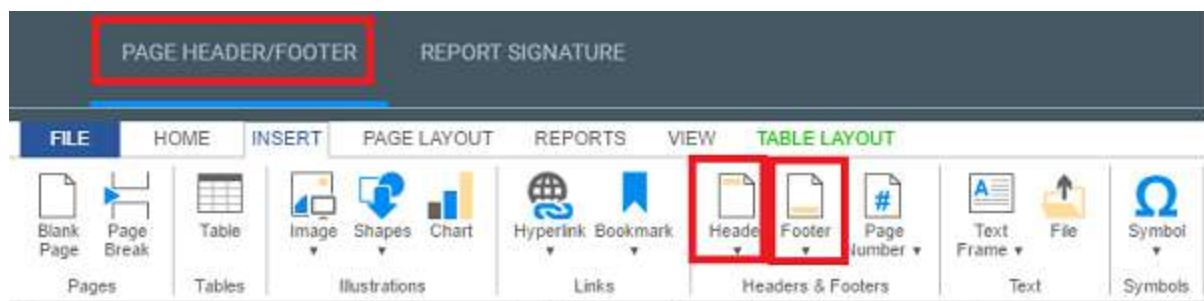 PAGE HEADER/FOOTER REPORT SIGNATURE
FILE HOME INSERT PAGE LAYOUT REPORTS VIEW TABLE LAYOUT
Blank Page Table Image Shapes Chart Hyperlink Bookmark Heade Footer Page Text File Symbol
Page Break Number Frame
Pages Tables Illustrations Links Headers & Footers Text Symbols